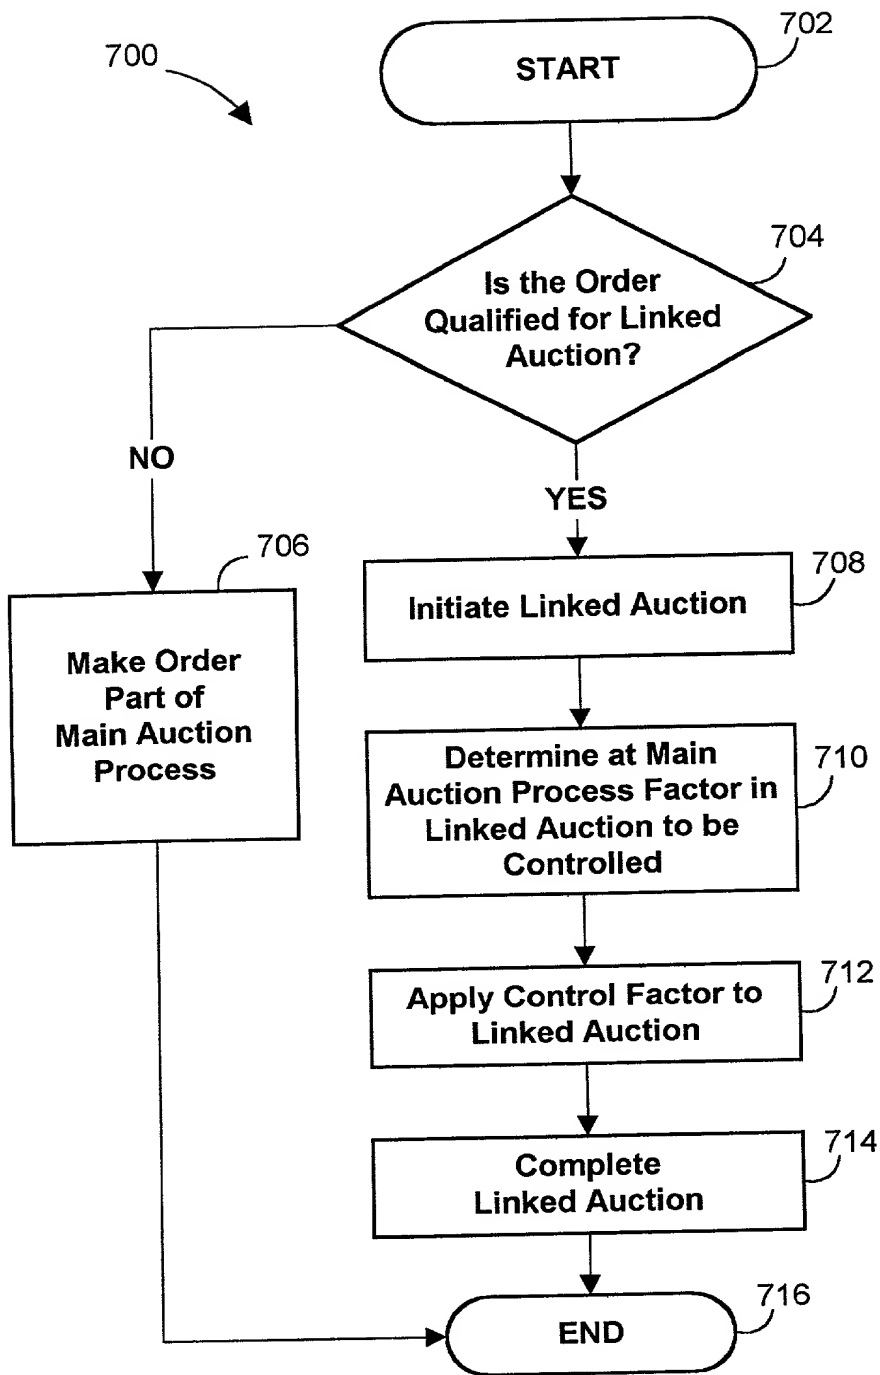 700
702
START
704
Is the Order
Qualified for Linked
Auction?
NO
YES
706
Make Order
Part of
Main Auction
Process
708
Initiate Linked Auction
710
Determine at Main
Auction Process Factor in
Linked Auction to be
Controlled
712
Apply Control Factor to
Linked Auction
714
Complete
Linked Auction
716
END